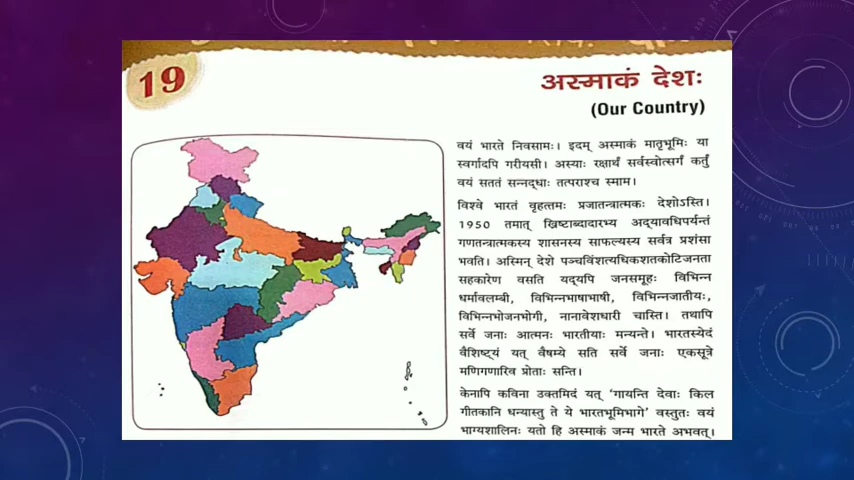 19
अस्माकं देशः
(Our Country)
वयं भारते निवसामः। इदम् अस्माकं मातृभूमिः या
स्वर्गादपि गरीयसी। अस्याः रक्षार्थं सर्वस्वोत्सर्गं कर्तुं
वयं सततं सन्नद्धाः तत्पराश्च स्माम।
विश्वे भारतं वृहत्तमः प्रजातन्त्रात्मकः देशोऽस्ति।
1950 तमात् ख्रिष्टाब्दादारभ्य अद्यावधिपर्यन्तं
गणतन्त्रात्मकस्य शासनस्य साफल्यस्य सर्वत्र प्रशंसा
भवति। अस्मिन् देशे पञ्चविंशत्यधिकशतकोटिजनता
सहकारेण वसति यद्यपि जनसमूहः विभिन्न
धर्मावलम्बी, विभिन्नभाषाभाषी, विभिन्नजातीयः,
विभिन्नभोजनभोगी, नानावेशधारी चास्ति। तथापि
सर्वे जनाः आत्मनः भारतीयाः मन्यन्ते। भारतस्येदं
वैशिष्ट्यं यत् वैषम्ये सति सर्वे जनाः एकसूत्रे
मणिगणारिव प्रोताः सन्ति।
केनापि कविना उक्तमिदं यत् ‘गायन्ति देवाः किल
गीतकानि धन्यास्तु ते ये भारतभूमिभागे’ वस्तुतः वयं
भाग्यशालिनः यतो हि अस्माकं जन्म भारते अभवत्।